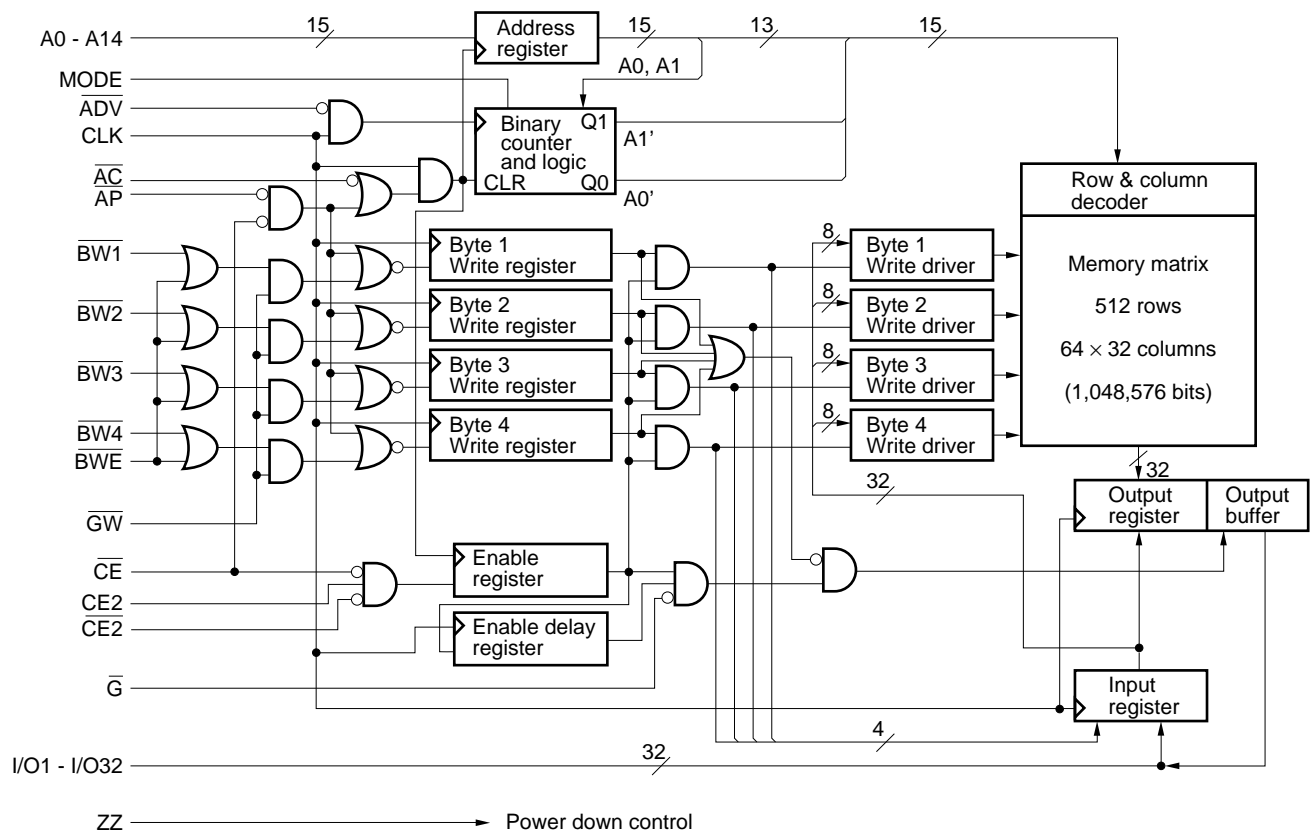 A0 - A14
15
Address
register
15
13
15
A0, A1
MODE
ADV
CLK
Binary
counter
and logic
Q1
CLR
Q0
A1’
A0’
AC
AP
Row & column
decoder
BW1
Byte 1
Write register
8
Byte 1
Write driver
Memory matrix
512 rows
64 × 32 columns
(1,048,576 bits)
BW2
Byte 2
Write register
8
Byte 2
Write driver
BW3
Byte 3
Write register
8
Byte 3
Write driver
BW4
BWE
Byte 4
Write register
8
Byte 4
Write driver
32
32
Output
register
Output
buffer
GW
CE
CE2
CE2
Enable
register
Enable delay
register
G
Input
register
4
I/O1 - I/O32
32
ZZ
Power down control